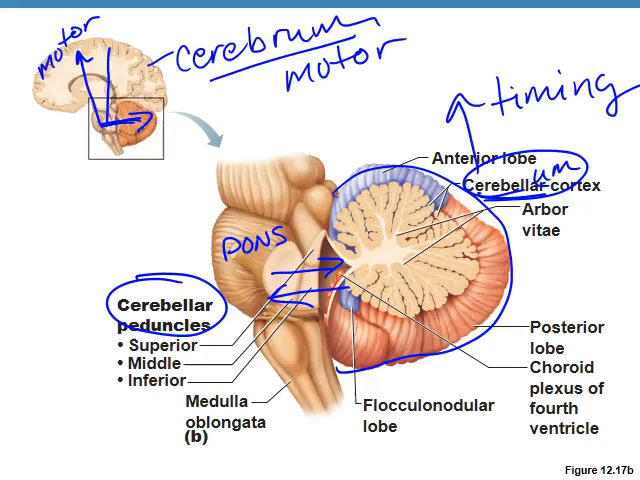 motor
cerebrum
motor
timing
Anterior lobe
Cerebellar cortex
um
Arbor
vitae
PONS
Cerebellar
peduncles
• Superior
• Middle
• Inferior
Posterior
lobe
Choroid
plexus of
fourth
ventricle
Medulla
oblongata
(b)
Flocculonodular
lobe
Figure 12.17b